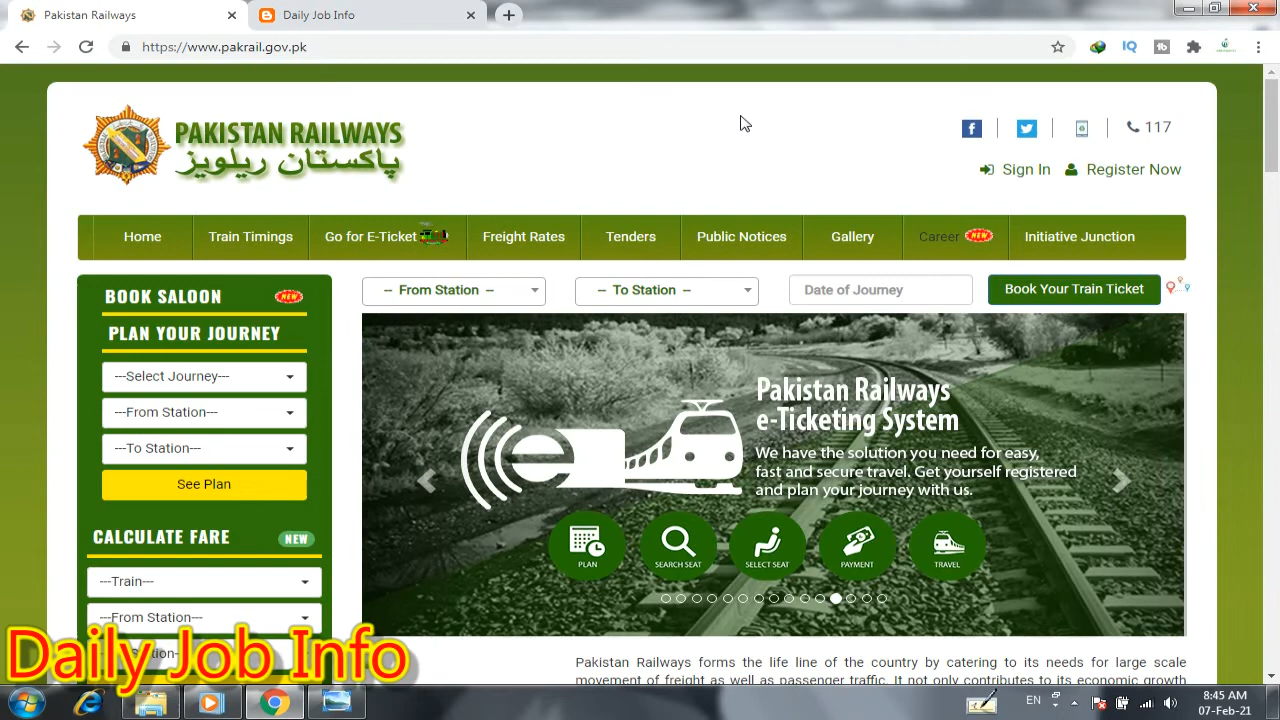 Pakistan Railways
Daily Job Info
https://www.pakrail.gov.pk
PAKISTAN RAILWAYS
پاکستان ریلویز
117
Sign In
Register Now
Home
Train Timings
Go for E-Ticket
Freight Rates
Tenders
Public Notices
Gallery
Career NEW
Initiative Junction
BOOK SALOON NEW
PLAN YOUR JOURNEY
---Select Journey---
---From Station---
---To Station---
See Plan
CALCULATE FARE NEW
---Train---
---From Station---
-- From Station --
-- To Station --
Date of Journey
Book Your Train Ticket
Pakistan Railways
e-Ticketing System
We have the solution you need for easy,
fast and secure travel. Get yourself registered
and plan your journey with us.
PLAN
SEARCH SEAT
SELECT SEAT
PAYMENT
TRAVEL
Pakistan Railways forms the life line of the country by catering to its needs for large scale
movement of freight as well as passenger traffic. It not only contributes to its economic growth
Daily Job Info
EN
8:45 AM
07-Feb-21